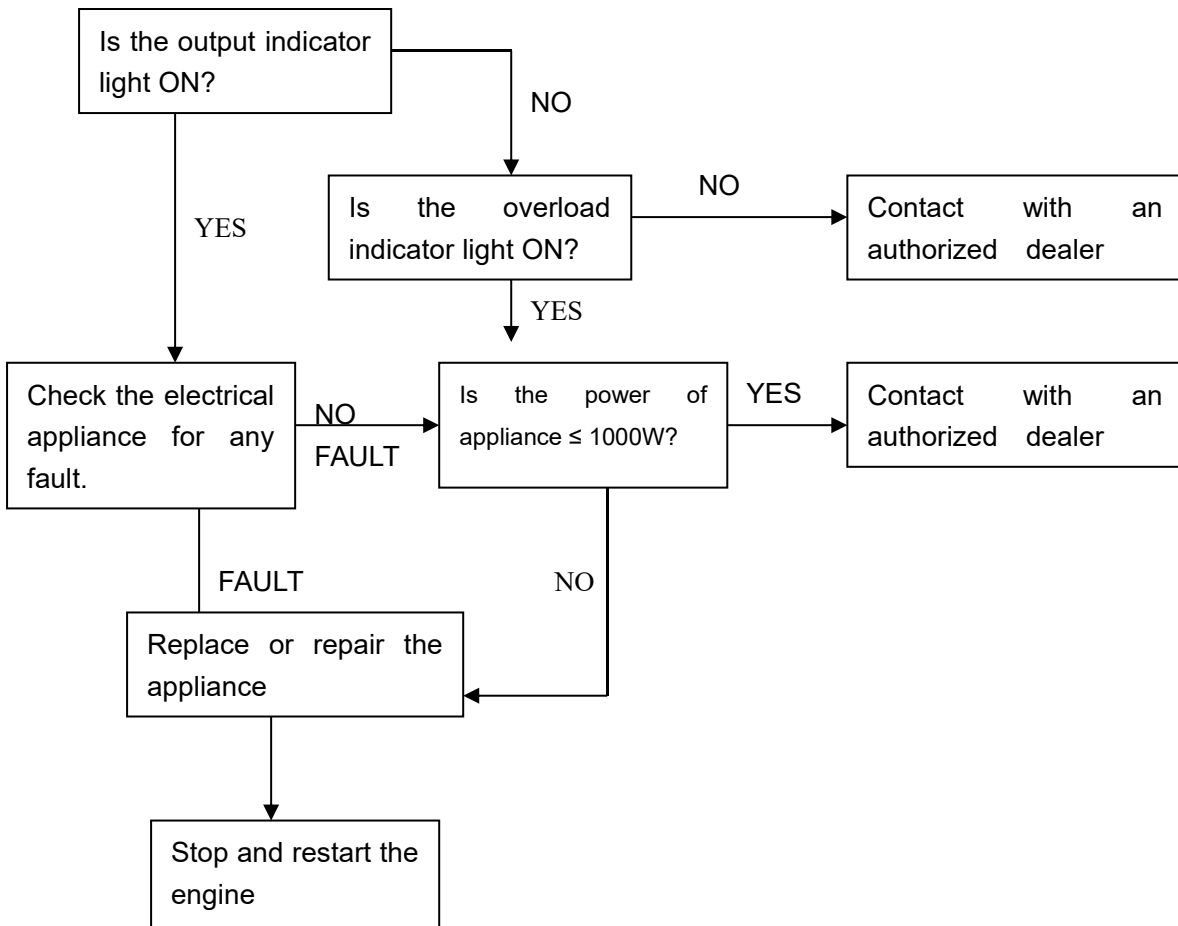 Is the output indicator
light ON?
NO
YES
Is the overload
indicator light ON?
NO
Contact with an
authorized dealer
YES
Check the electrical
appliance for any
fault.
NO
FAULT
Is the power of
appliance ≤ 1000W?
YES
Contact with an
authorized dealer
FAULT
NO
Replace or repair the
appliance
Stop and restart the
engine